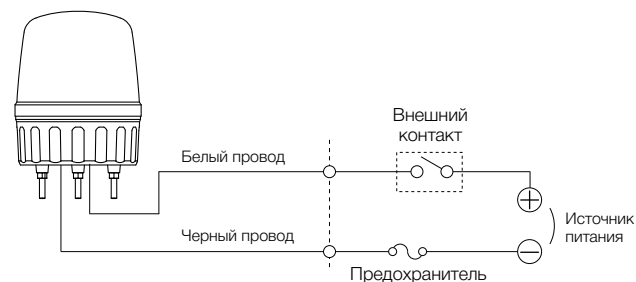 Внешний
контакт
Белый провод
Источник
питания
Черный провод
Предохранитель